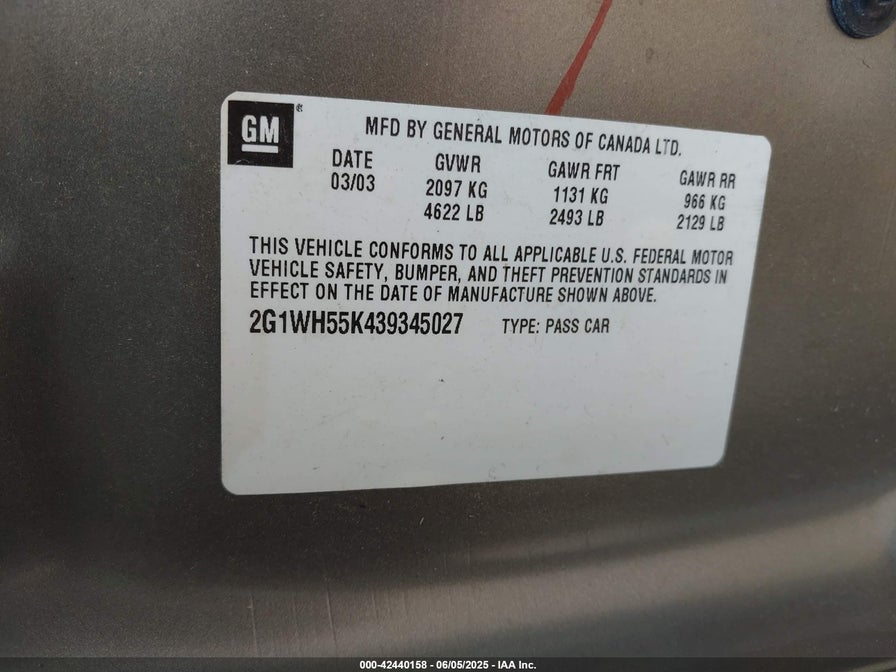 GM®
MFD BY GENERAL MOTORS OF CANADA LTD.
DATE GVWR GAWR FRT GAWR RR
03/03 2097 KG 1131 KG 966 KG
4622 LB 2493 LB 2129 LB
THIS VEHICLE CONFORMS TO ALL APPLICABLE U.S. FEDERAL MOTOR
VEHICLE SAFETY, BUMPER, AND THEFT PREVENTION STANDARDS IN
EFFECT ON THE DATE OF MANUFACTURE SHOWN ABOVE.
2G1WH55K439345027 TYPE: PASS CAR
000-42440158 - 06/05/2025 - IAA Inc.